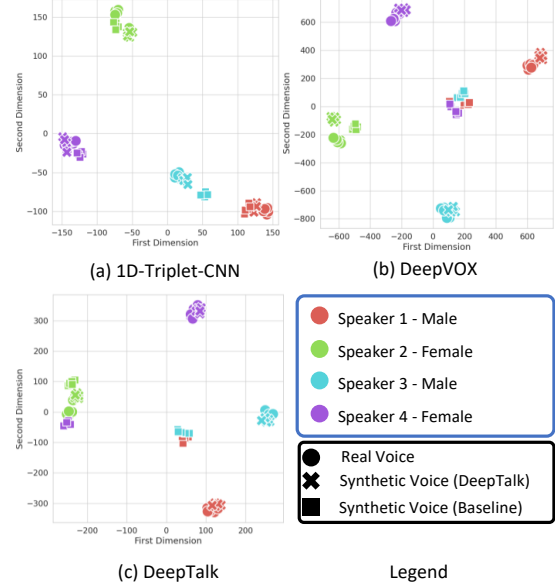 150
100
50
0
−50
−100
Second Dimension
−150
−100
−50
0
50
100
150
First Dimension
(a) 1D-Triplet-CNN
600
400
200
0
−200
−400
−600
−800
Second Dimension
−600
−400
−200
0
200
400
600
First Dimension
(b) DeepVOX
300
200
100
0
−100
−200
−300
Second Dimension
−200
−100
0
100
200
First Dimension
(c) DeepTalk
Speaker 1 - Male
Speaker 2 - Female
Speaker 3 - Male
Speaker 4 - Female
Real Voice
Synthetic Voice (DeepTalk)
Synthetic Voice (Baseline)
Legend